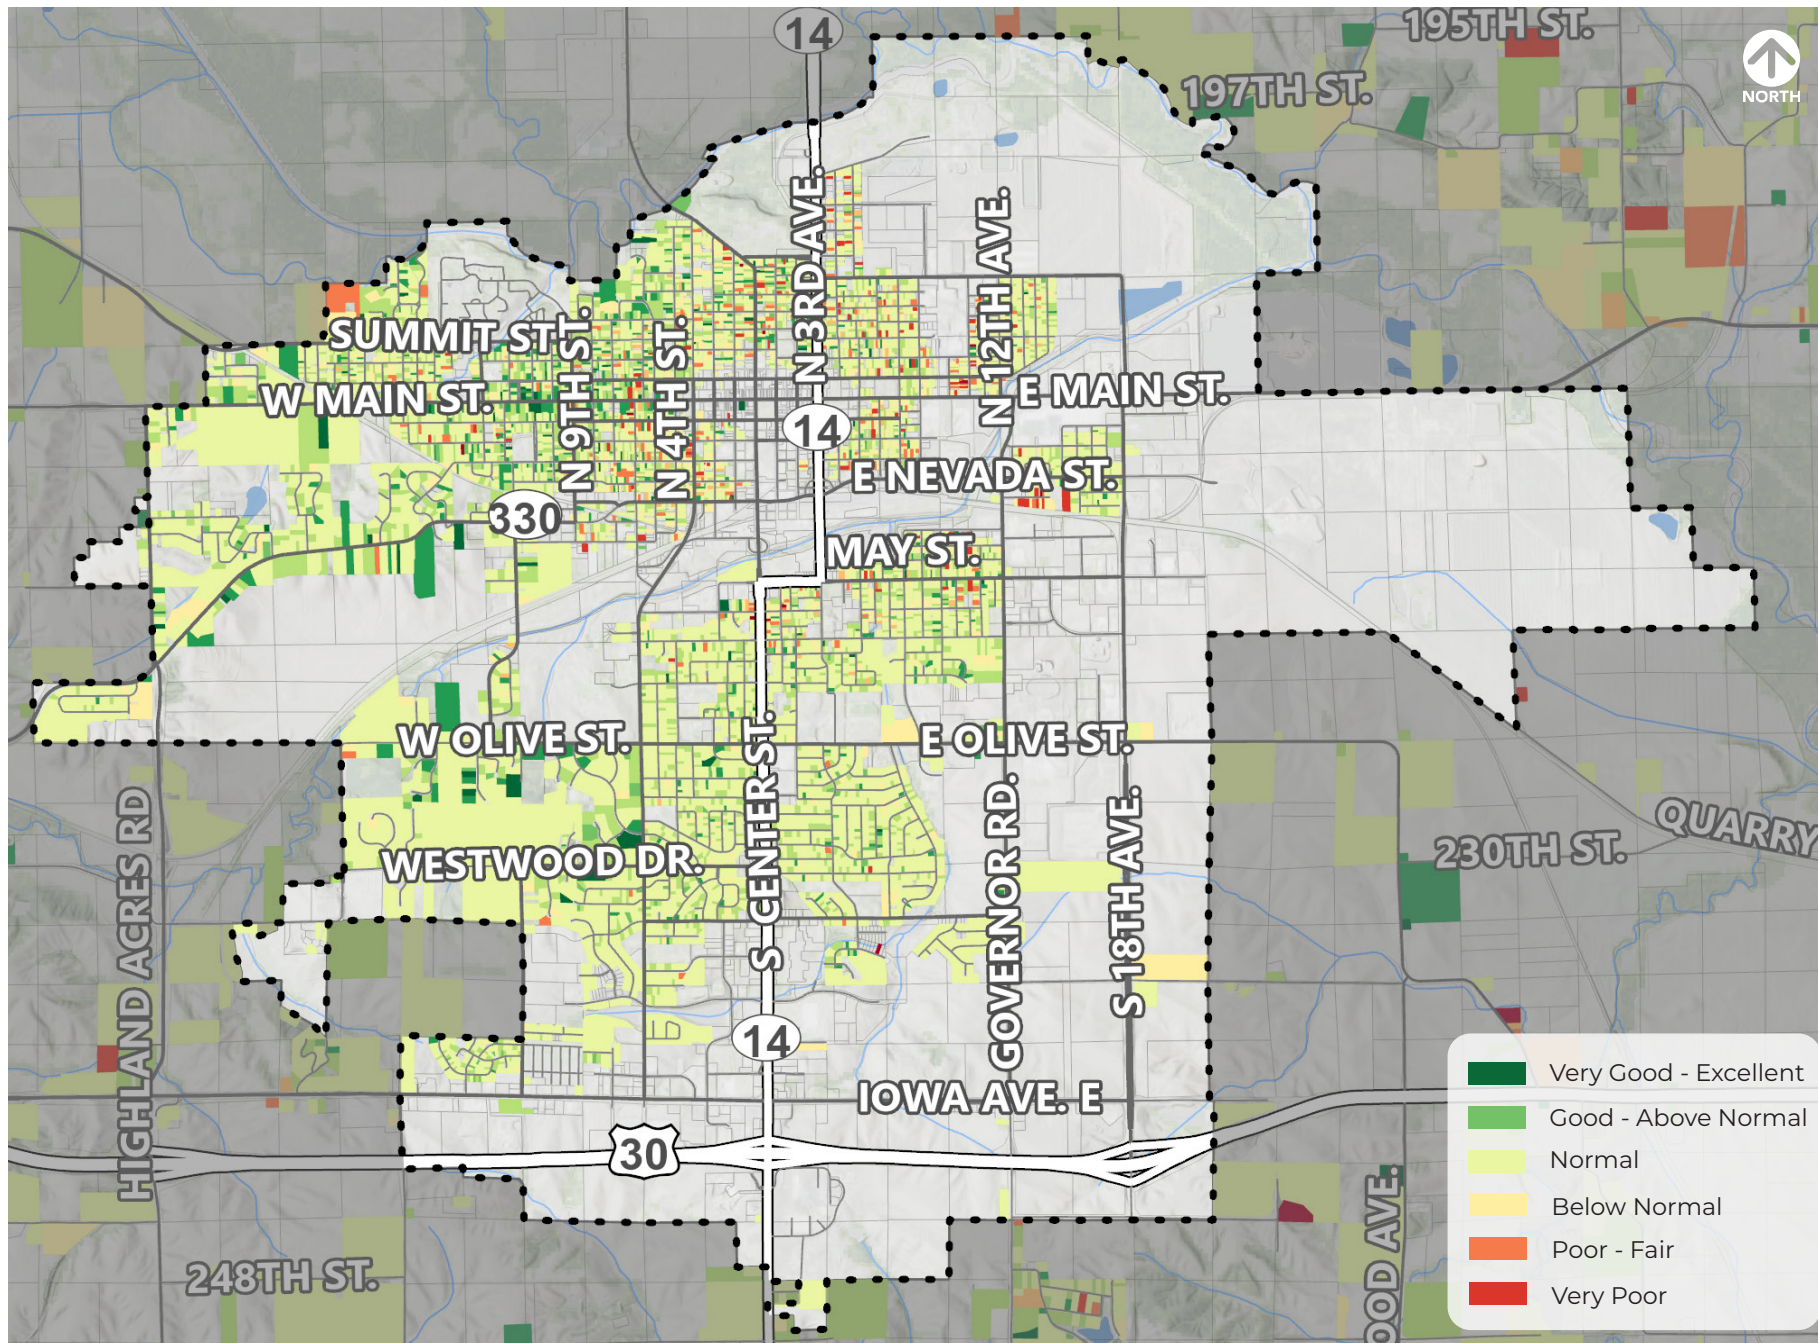 14
195TH ST.
197TH ST.
NORTH
N 3RD AVE.
N 12TH AVE.
SUMMIT ST.
N 9TH ST.
N 4TH ST.
W MAIN ST.
E MAIN ST.
14
E NEVADA ST.
330
MAY ST.
W OLIVE ST.
E OLIVE ST.
S CENTER ST.
GOVERNOR RD.
S 18TH AVE.
HIGHLAND ACRES RD
QUARRY
230TH ST.
WESTWOOD DR.
14
IOWA AVE. E
30
248TH ST.
OOD AVE.
Very Good - Excellent
Good - Above Normal
Normal
Below Normal
Poor - Fair
Very Poor